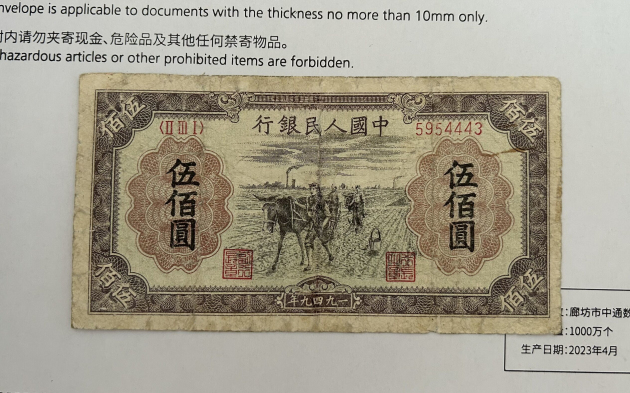 nvelope is applicable to documents with the thickness no more than 10mm only.
内请勿夹寄现金、危险品及其他任何禁寄物品。
hazardous articles or other prohibited items are forbidden.
伍佰
伍佰
〈ⅡⅢⅠ〉
行銀民人國中
5954443
伍佰圓
伍佰圓
年九四九一
伍佰
伍佰
:廊坊市中通数
:1000万个
生产日期:2023年4月